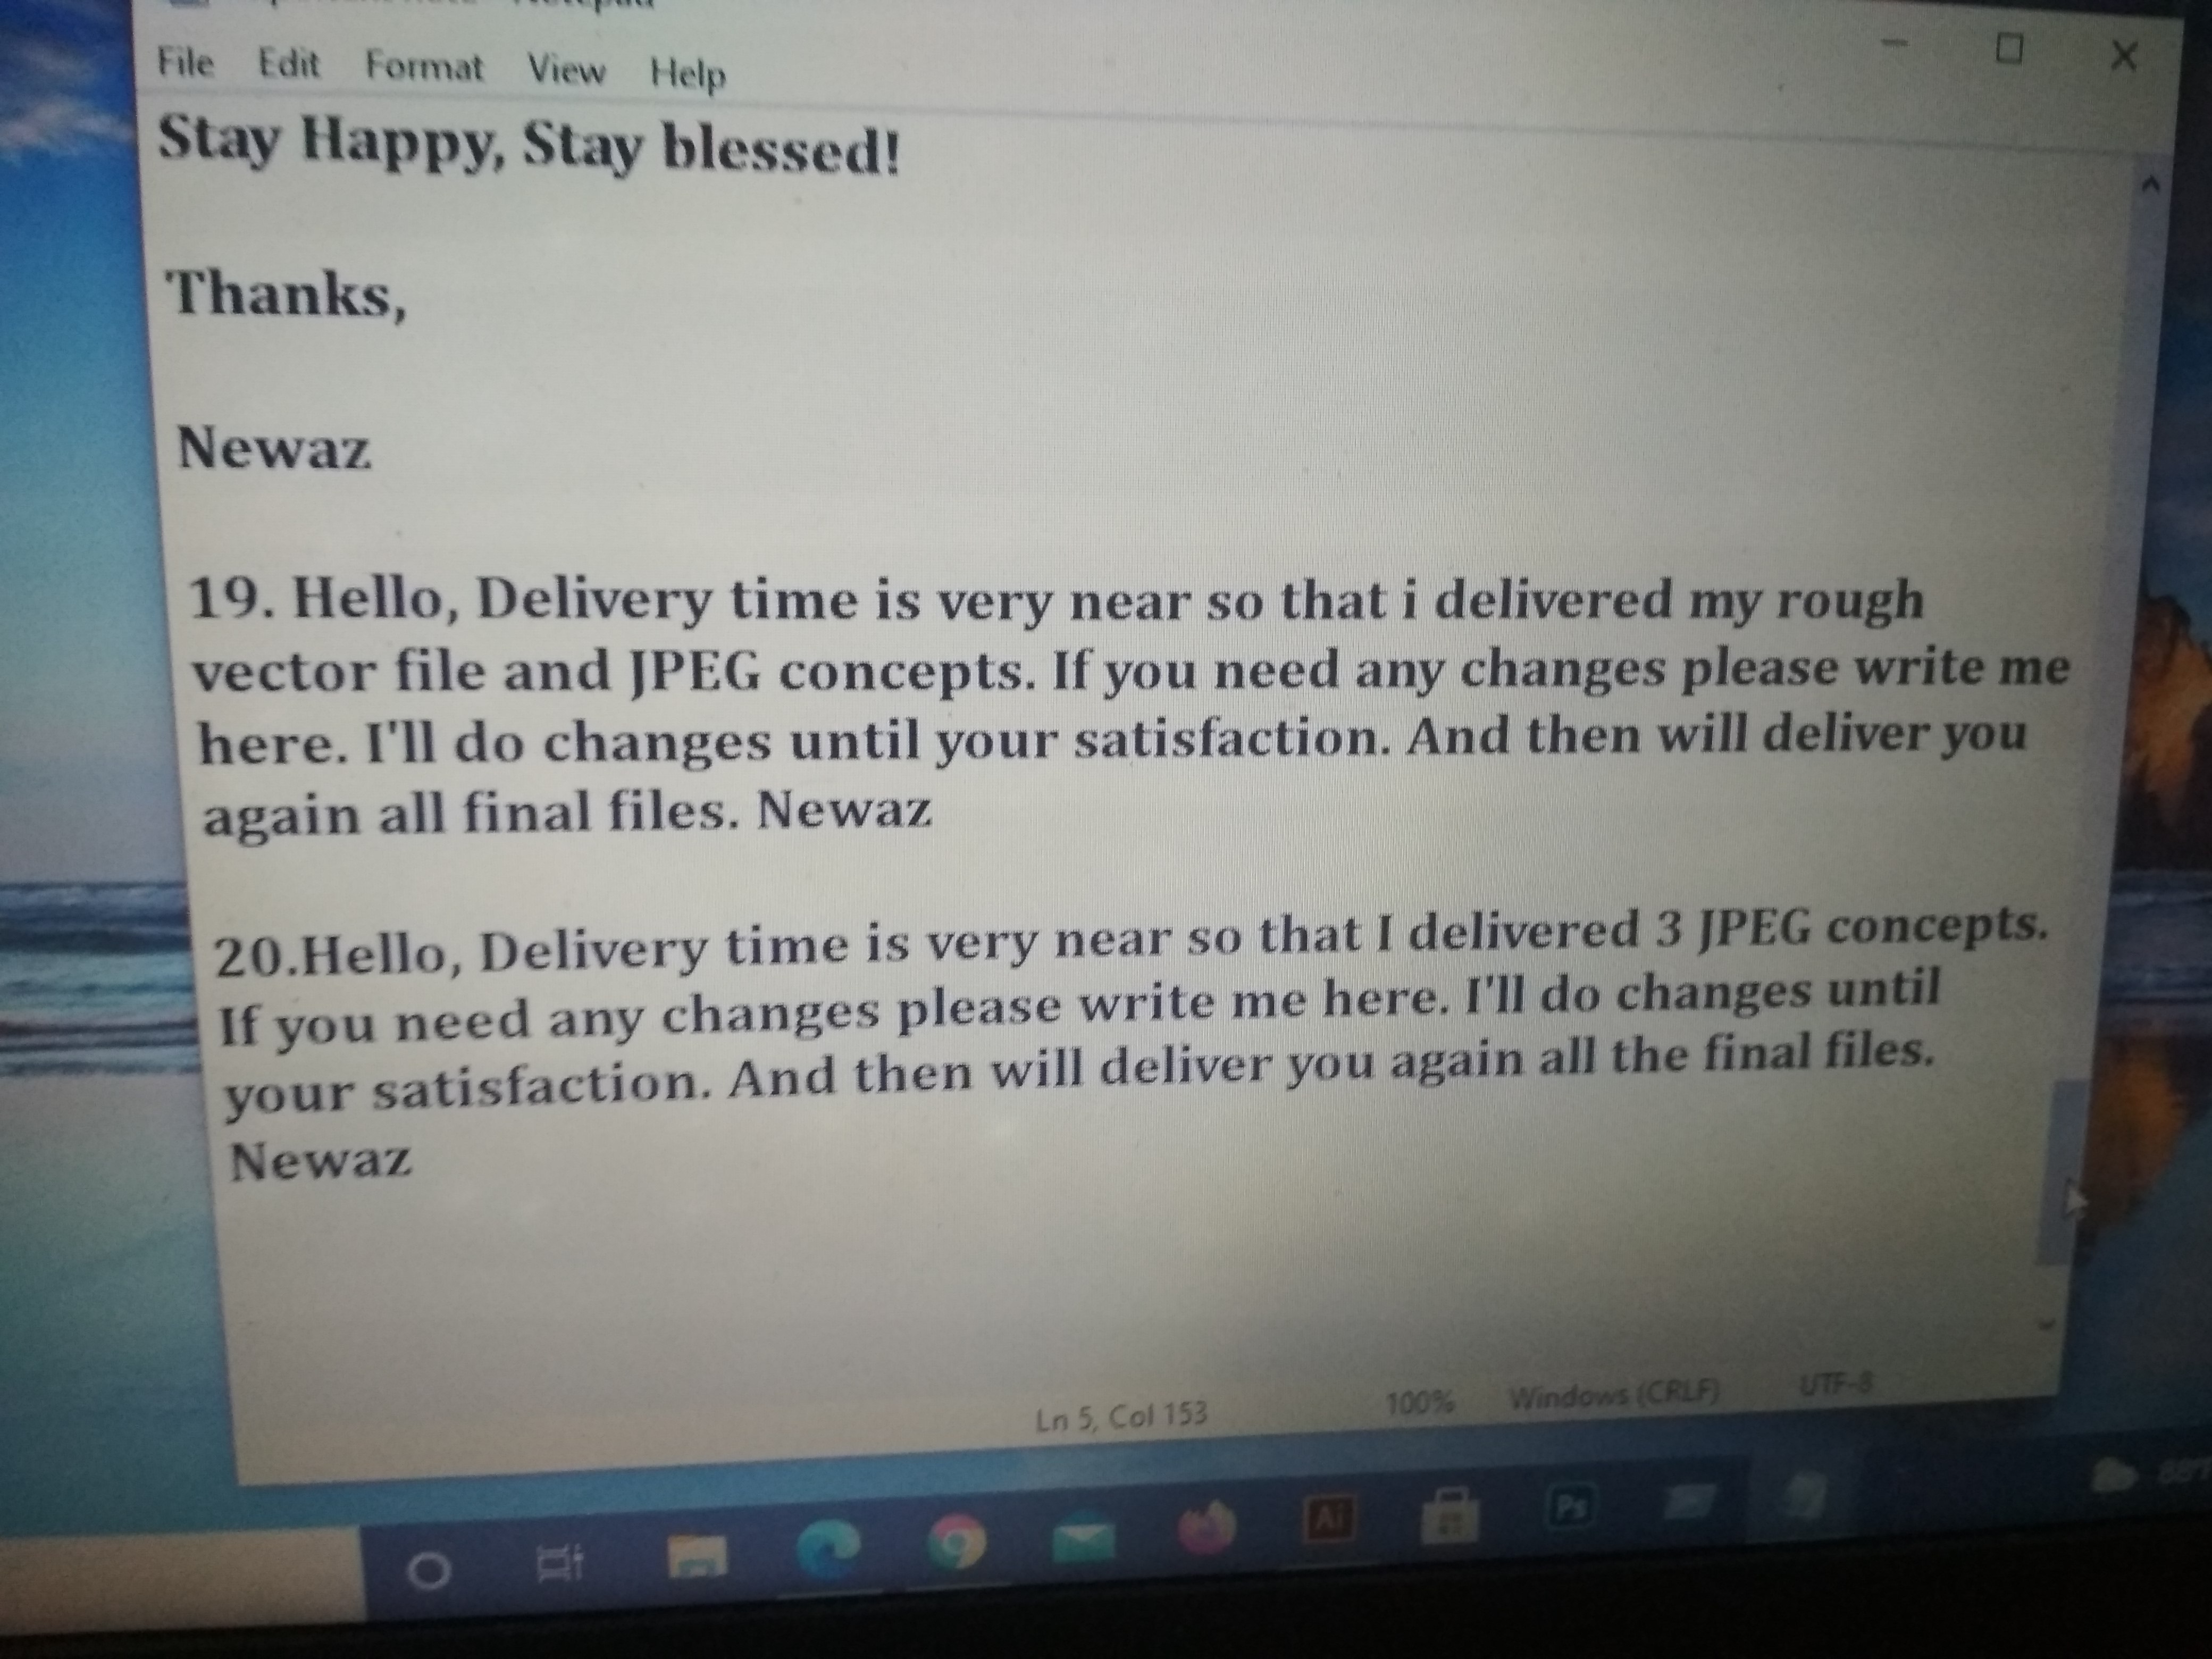 File Edit Format View Help
Stay Happy, Stay blessed!
Thanks,
Newaz
19. Hello, Delivery time is very near so that i delivered my rough
vector file and JPEG concepts. If you need any changes please write me
here. I'll do changes until your satisfaction. And then will deliver you
again all final files. Newaz
20.Hello, Delivery time is very near so that I delivered 3 JPEG concepts.
If you need any changes please write me here. I'll do changes until
your satisfaction. And then will deliver you again all the final files.
Newaz
Ln 5, Col 153 100% Windows (CRLF) UTF-8
Ai Ps